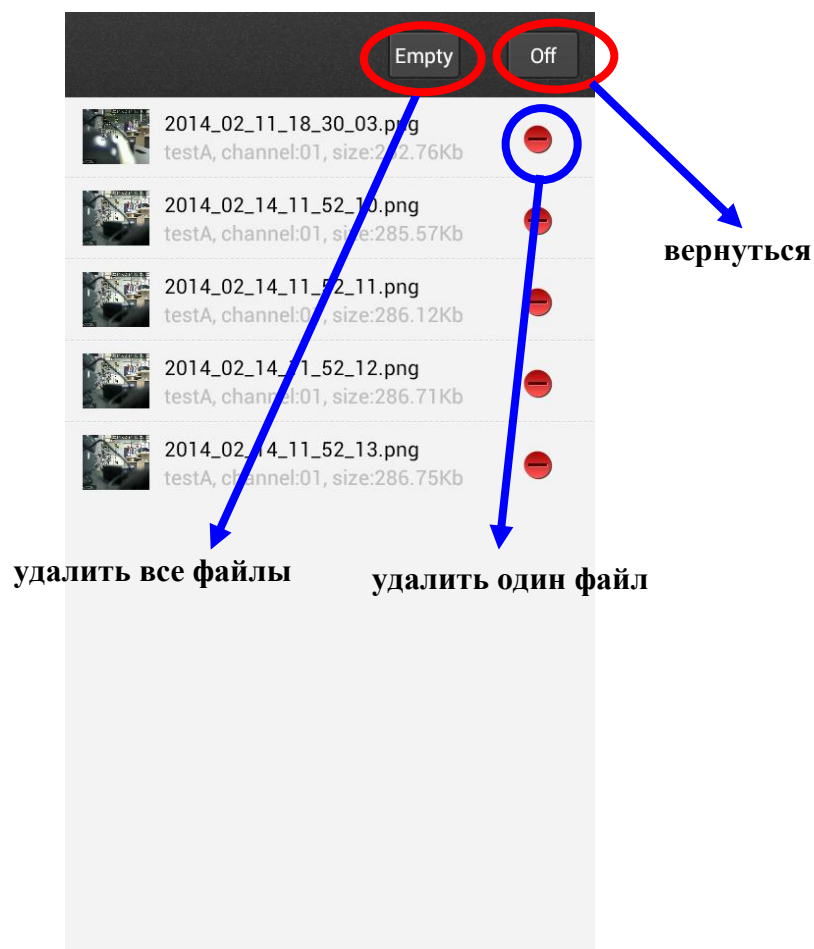 Empty
Off
2014_02_11_18_30_03.png
testA, channel:01, size:2 2.76Kb
2014_02_14_11_52_10.png
testA, channel:01, size:285.57Kb
вернуться
2014_02_14_11_52_11.png
testA, channel:01, size:286.12Kb
2014_02_14_11_52_12.png
testA, channel:01, size:286.71Kb
2014_02_14_11_52_13.png
testA, channel:01, size:286.75Kb
удалить все файлы
удалить один файл